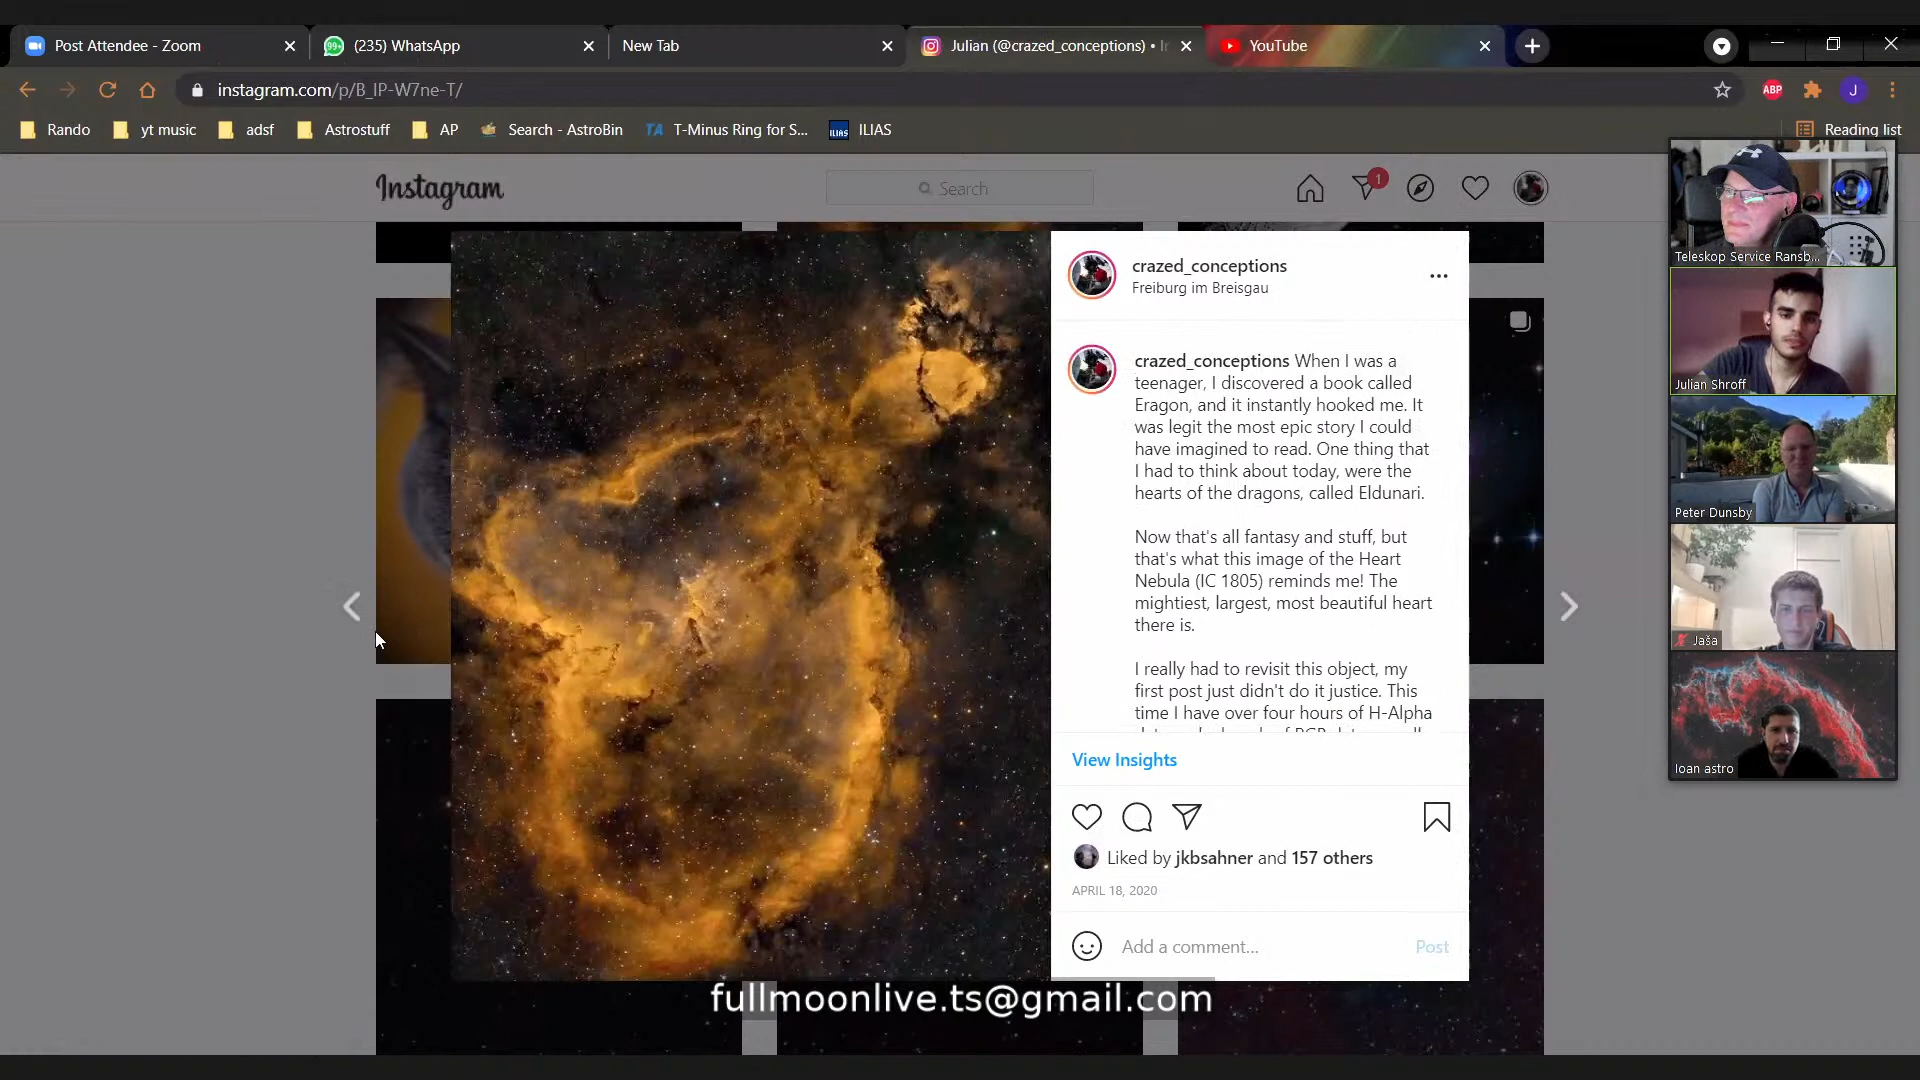 Post Attendee - Zoom
(235) WhatsApp
New Tab
Julian (@crazed_conceptions) •
YouTube
instagram.com/p/B_IP-W7ne-T/
ABP
J
Rando
yt music
adsf
Astrostuff
AP
Search - AstroBin
TA
T-Minus Ring for S...
ILIAS
ILIAS
Reading list
Instagram
Search
1
crazed_conceptions
Freiburg im Breisgau
crazed_conceptions When I was a
teenager, I discovered a book called
Eragon, and it instantly hooked me. It
was legit the most epic story I could
have imagined to read. One thing that
I had to think about today, were the
hearts of the dragons, called Eldunari.
Now that's all fantasy and stuff, but
that's what this image of the Heart
Nebula (IC 1805) reminds me! The
mightiest, largest, most beautiful heart
there is.
I really had to revisit this object, my
first post just didn't do it justice. This
time I have over four hours of H-Alpha
View Insights
Liked by jkbsahner and 157 others
APRIL 18, 2020
Add a comment...
Post
Teleskop Service Ransb...
Julian Shroff
Peter Dunsby
Jaša
Ioan astro
fullmoonlive.ts@gmail.com